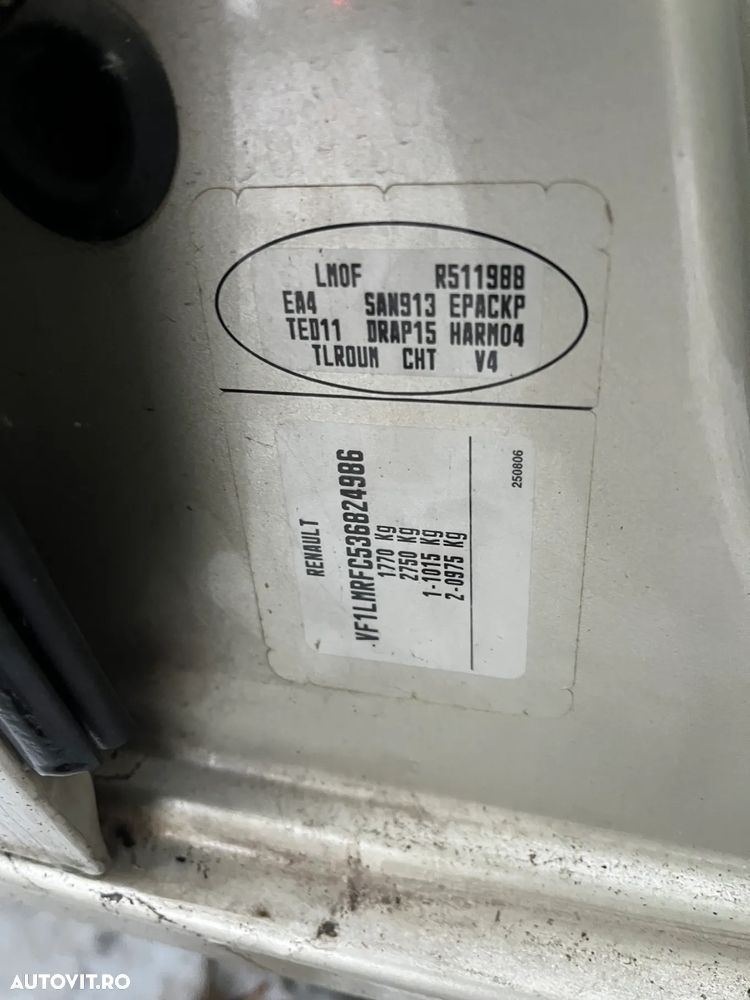 LM0F R511988
EA4 SAN913 EPACKP
TED11 DRAP15 HARM04
TLROUM CHT V4
RENAULT
VF1LMRFC536824986
1770 Kg
2750 Kg
1-1015 Kg
2-0975 Kg
250806
AUTOVIT.RO